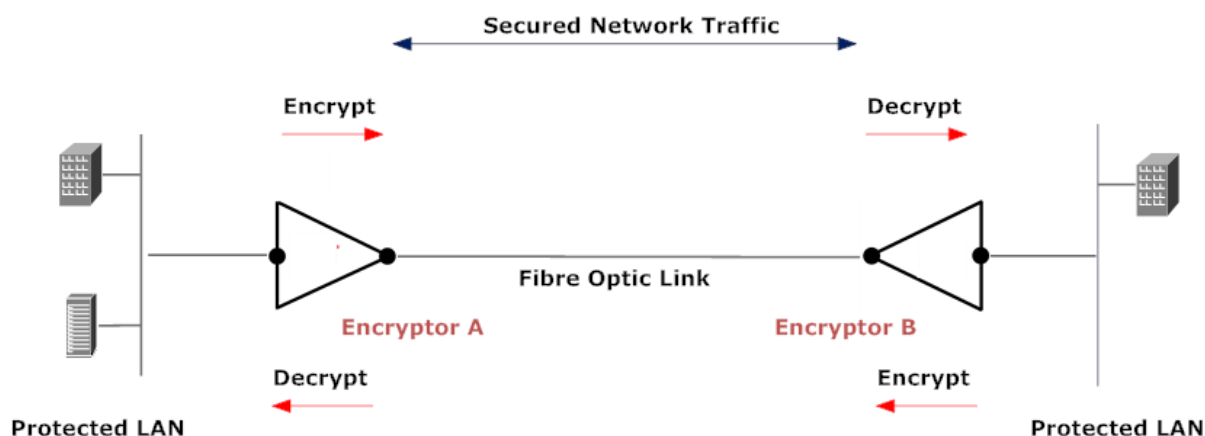 Secured Network Traffic
Encrypt
Decrypt
Fibre Optic Link
Encryptor A
Encryptor B
Decrypt
Encrypt
Protected LAN
Protected LAN